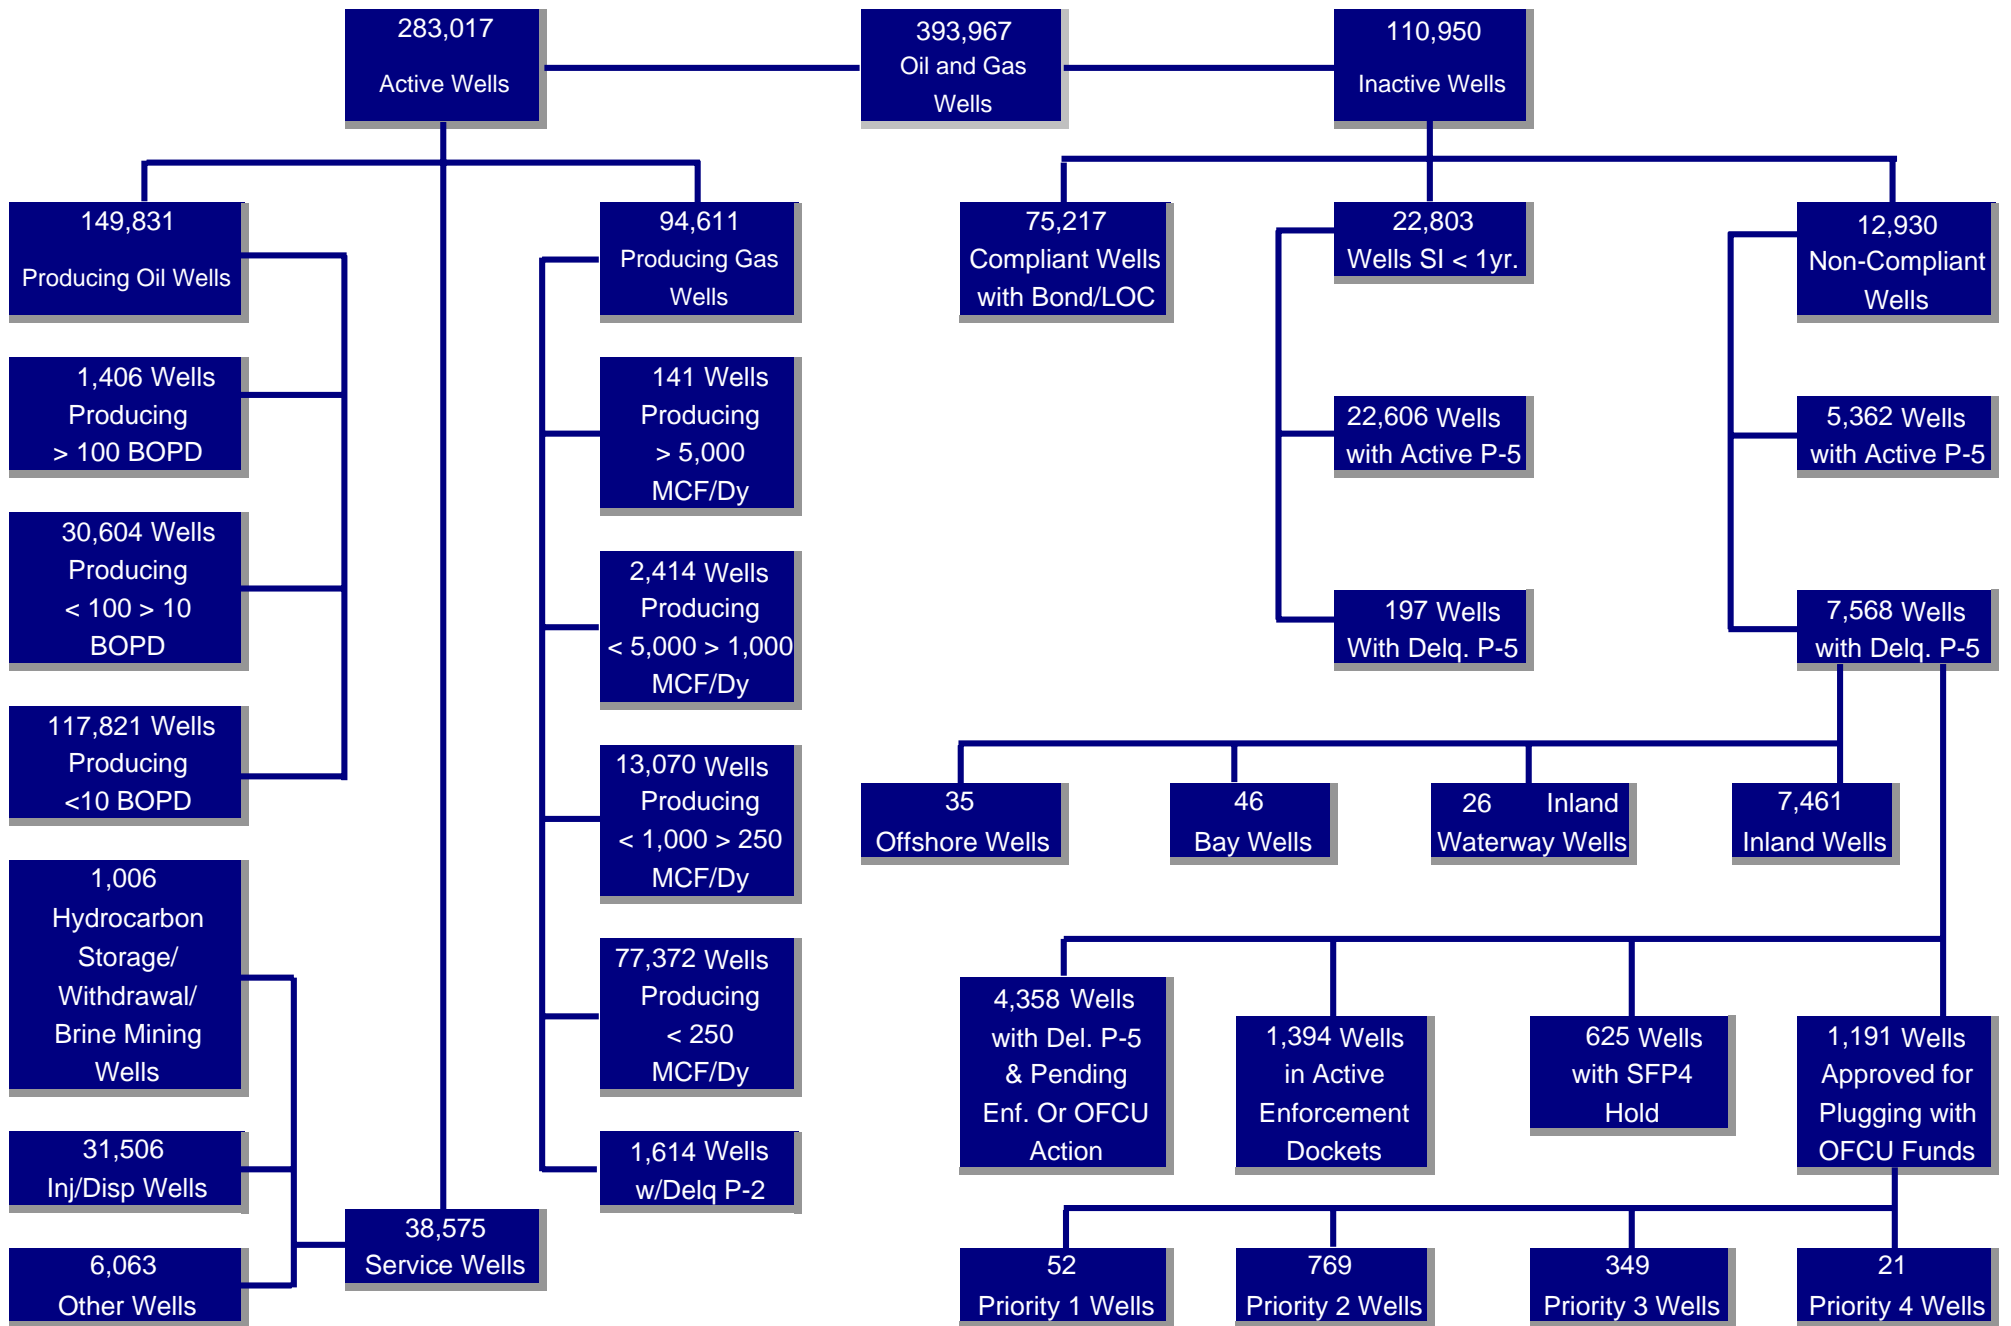 283,017
Active Wells
393,967
Oil and Gas
Wells
110,950
Inactive Wells
149,831
Producing Oil Wells
94,611
Producing Gas
Wells
75,217
Compliant Wells
with Bond/LOC
22,803
Wells SI < 1yr.
12,930
Non-Compliant
Wells
1,406 Wells
Producing
> 100 BOPD
141 Wells
Producing
> 5,000
MCF/Dy
22,606 Wells
with Active P-5
5,362 Wells
with Active P-5
30,604 Wells
Producing
< 100 > 10
BOPD
2,414 Wells
Producing
< 5,000 > 1,000
MCF/Dy
197 Wells
With Delq. P-5
7,568 Wells
with Delq. P-5
117,821 Wells
Producing
<10 BOPD
13,070 Wells
Producing
< 1,000 > 250
MCF/Dy
35
Offshore Wells
46
Bay Wells
26 Inland
Waterway Wells
7,461
Inland Wells
1,006
Hydrocarbon
Storage/
Withdrawal/
Brine Mining
Wells
77,372 Wells
Producing
< 250
MCF/Dy
4,358 Wells
with Del. P-5
& Pending
Enf. Or OFCU
Action
1,394 Wells
in Active
Enforcement
Dockets
625 Wells
with SFP4
Hold
1,191 Wells
Approved for
Plugging with
OFCU Funds
31,506
Inj/Disp Wells
1,614 Wells
w/Delq P-2
38,575
Service Wells
6,063
Other Wells
52
Priority 1 Wells
769
Priority 2 Wells
349
Priority 3 Wells
21
Priority 4 Wells